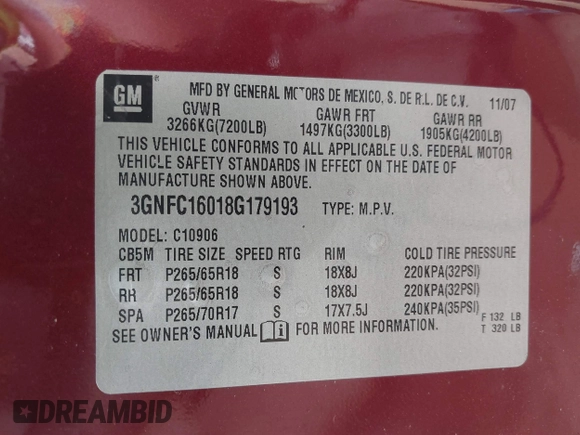 GM
MFD BY GENERAL MOTORS DE MEXICO, S. DE R.L. DE C.V. 11/07
GVWR GAWR FRT GAWR RR
3266KG(7200LB) 1497KG(3300LB) 1905KG(4200LB)
THIS VEHICLE CONFORMS TO ALL APPLICABLE U.S. FEDERAL MOTOR
VEHICLE SAFETY STANDARDS IN EFFECT ON THE DATE OF
MANUFACTURE SHOWN ABOVE.
3GNFC16018G179193 TYPE: M.P.V.
MODEL: C10906
CB5M TIRE SIZE SPEED RTG RIM COLD TIRE PRESSURE
FRT P265/65R18 S 18X8J 220KPA(32PSI)
RR P265/65R18 S 18X8J 220KPA(32PSI)
SPA P265/70R17 S 17X7.5J 240KPA(35PSI)
F 132 LB
SEE OWNER'S MANUAL FOR MORE INFORMATION. T 320 LB
DREAMBID